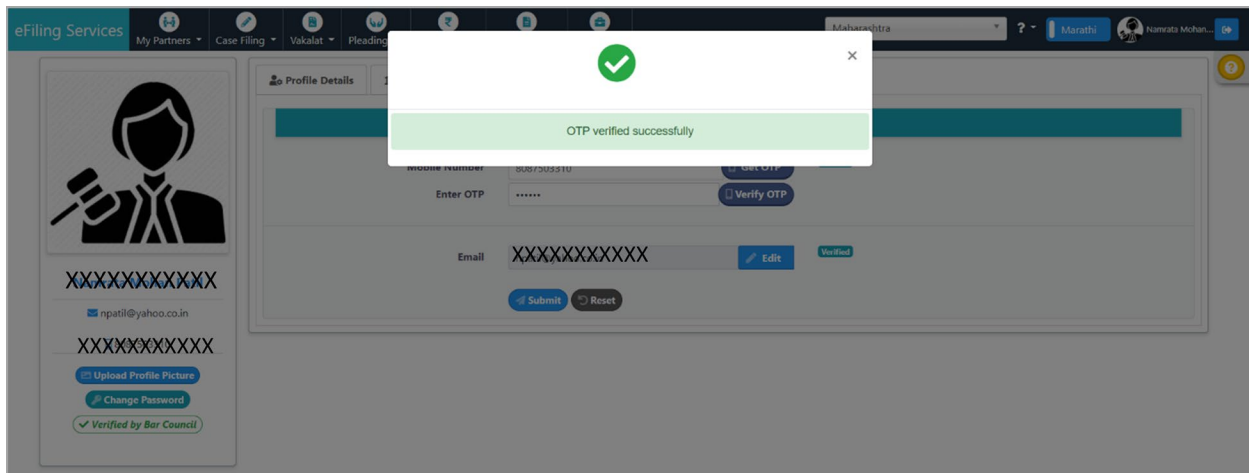 eFiling Services
My Partners
Case Filing
Vakalat
Pleading
Maharashtra
?
Marathi
Namrata Mohan...
×
OTP verified successfully
Profile Details
Mobile Number 8087503310 Get OTP
Enter OTP •••••• Verify OTP
Email XXXXXXXXXXX Edit Verified
Submit Reset
XXXXXXXXXXXX
npatil@yahoo.co.in
XXXXXXXXXXX
Upload Profile Picture
Change Password
Verified by Bar Council